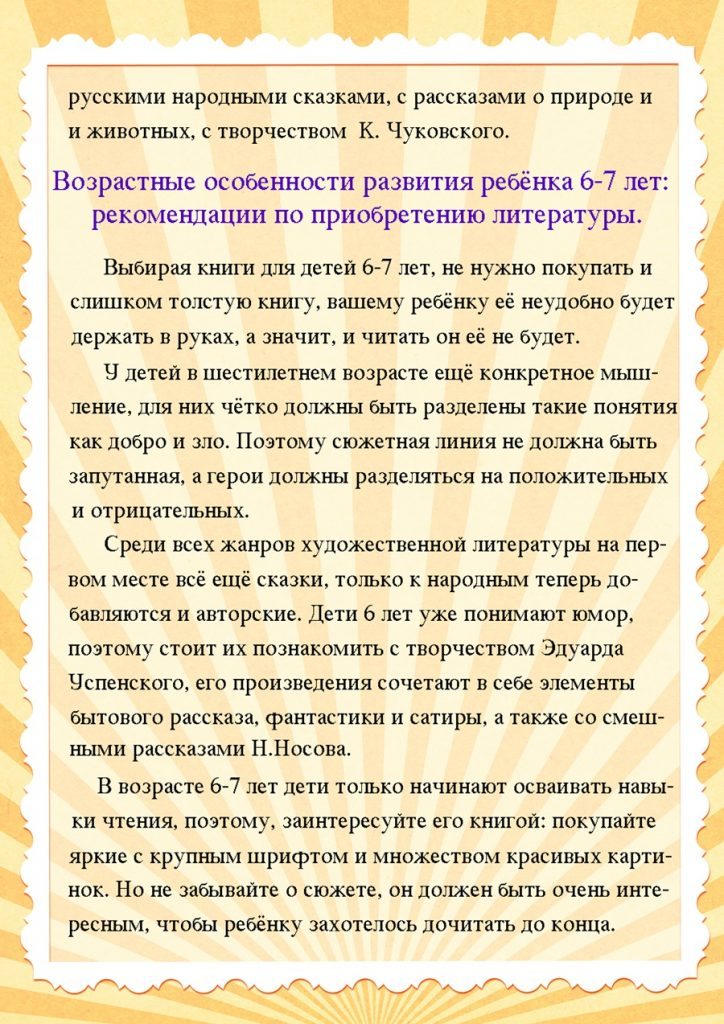 русскими народными сказками, с рассказами о природе и
и животных, с творчеством К. Чуковского.
Возрастные особенности развития ребёнка 6-7 лет:
рекомендации по приобретению литературы.
Выбирая книги для детей 6-7 лет, не нужно покупать и
слишком толстую книгу, вашему ребёнку её неудобно будет
держать в руках, а значит, и читать он её не будет.
У детей в шестилетнем возрасте ещё конкретное мыш-
ление, для них чётко должны быть разделены такие понятия
как добро и зло. Поэтому сюжетная линия не должна быть
запутанная, а герои должны разделяться на положительных
и отрицательных.
Среди всех жанров художественной литературы на пер-
вом месте всё ещё сказки, только к народным теперь до-
бавляются и авторские. Дети 6 лет уже понимают юмор,
поэтому стоит их познакомить с творчеством Эдуарда
Успенского, его произведения сочетают в себе элементы
бытового рассказа, фантастики и сатиры, а также со смеш-
ными рассказами Н.Носова.
В возрасте 6-7 лет дети только начинают осваивать навы-
ки чтения, поэтому, заинтересуйте его книгой: покупайте
яркие с крупным шрифтом и множеством красивых карти-
нок. Но не забывайте о сюжете, он должен быть очень инте-
ресным, чтобы ребёнку захотелось дочитать до конца.